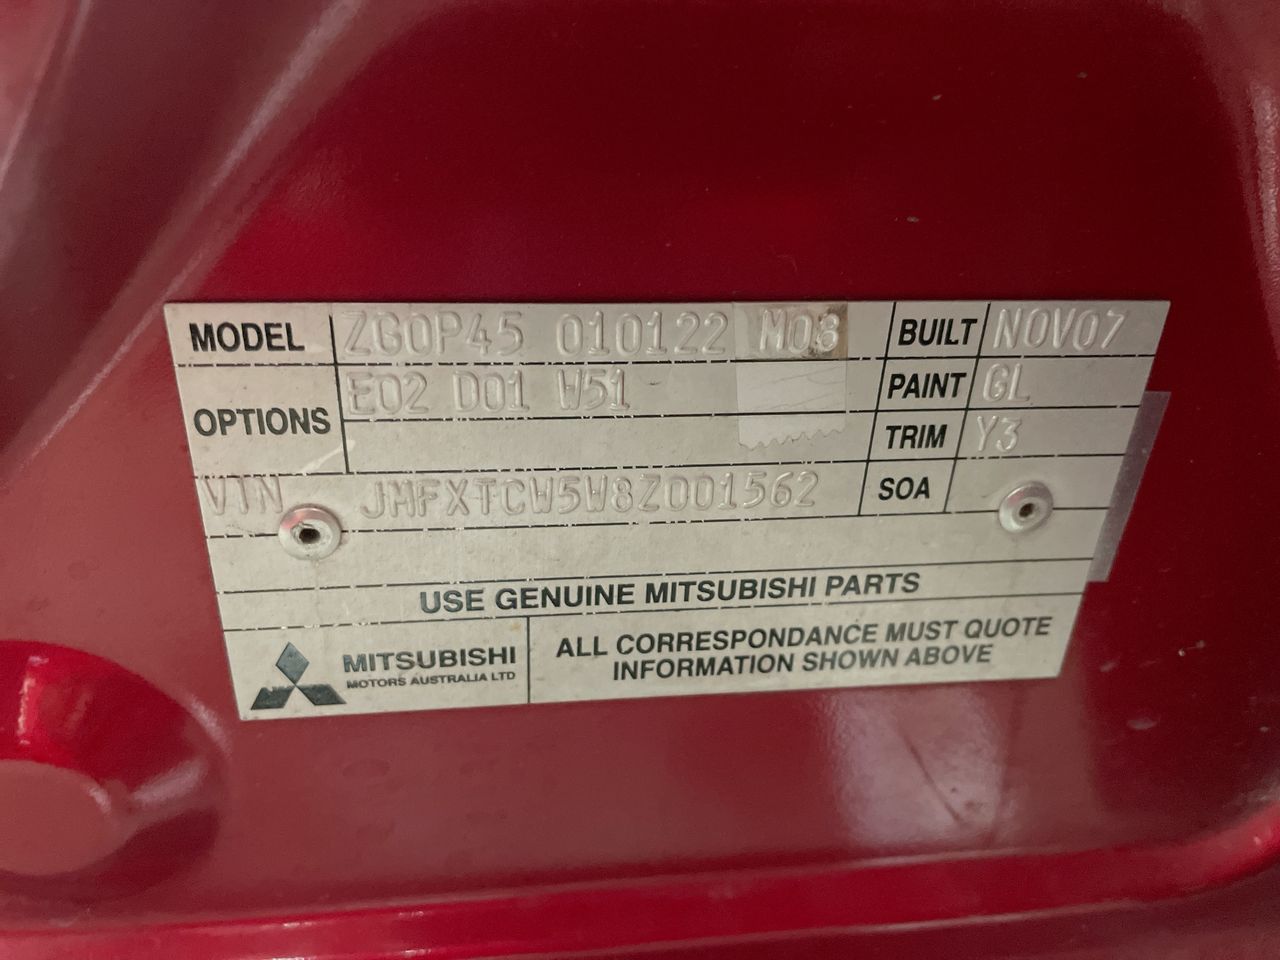 MODEL ZG0P45 010122 M08 BUILT NOV07
OPTIONS E02 D01 W51 PAINT GL
TRIM Y3
VIN JMFXTCW5W8Z001562 SOA
USE GENUINE MITSUBISHI PARTS
MITSUBISHI
MOTORS AUSTRALIA LTD
ALL CORRESPONDANCE MUST QUOTE
INFORMATION SHOWN ABOVE